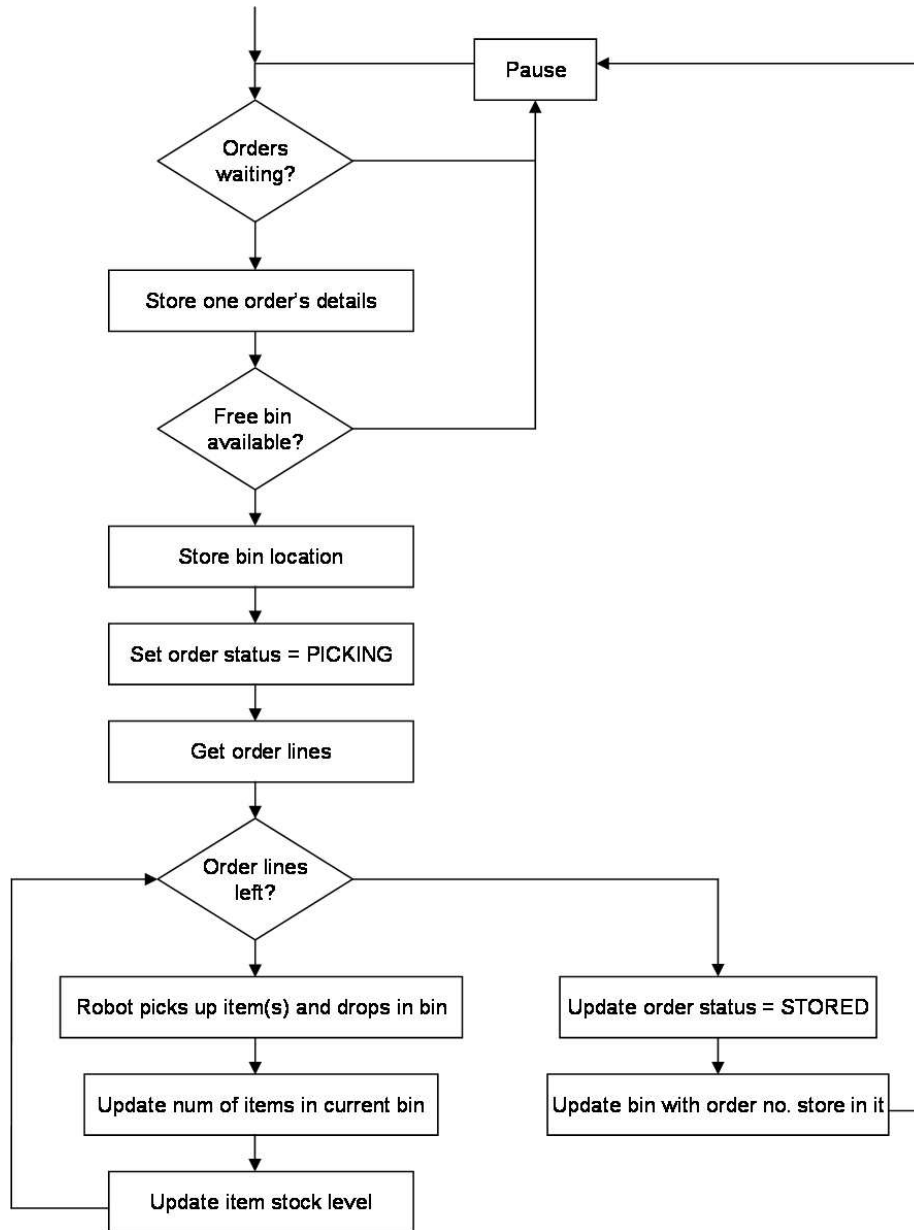 Pause
Orders
waiting?
Store one order's details
Free bin
available?
Store bin location
Set order status = PICKING
Get order lines
Order lines
left?
Robot picks up item(s) and drops in bin
Update order status = STORED
Update num of items in current bin
Update bin with order no. store in it
Update item stock level